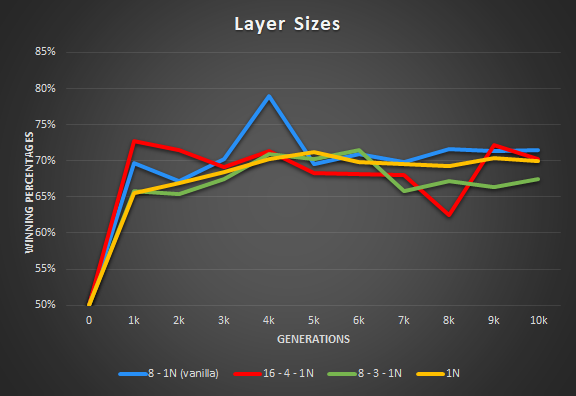 Layer Sizes
85%
80%
75%
70%
65%
60%
55%
50%
WINNING PERCENTAGES
0 1k 2k 3k 4k 5k 6k 7k 8k 9k 10k
GENERATIONS
8 - 1N (vanilla) 16 - 4 - 1N 8 - 3 - 1N 1N